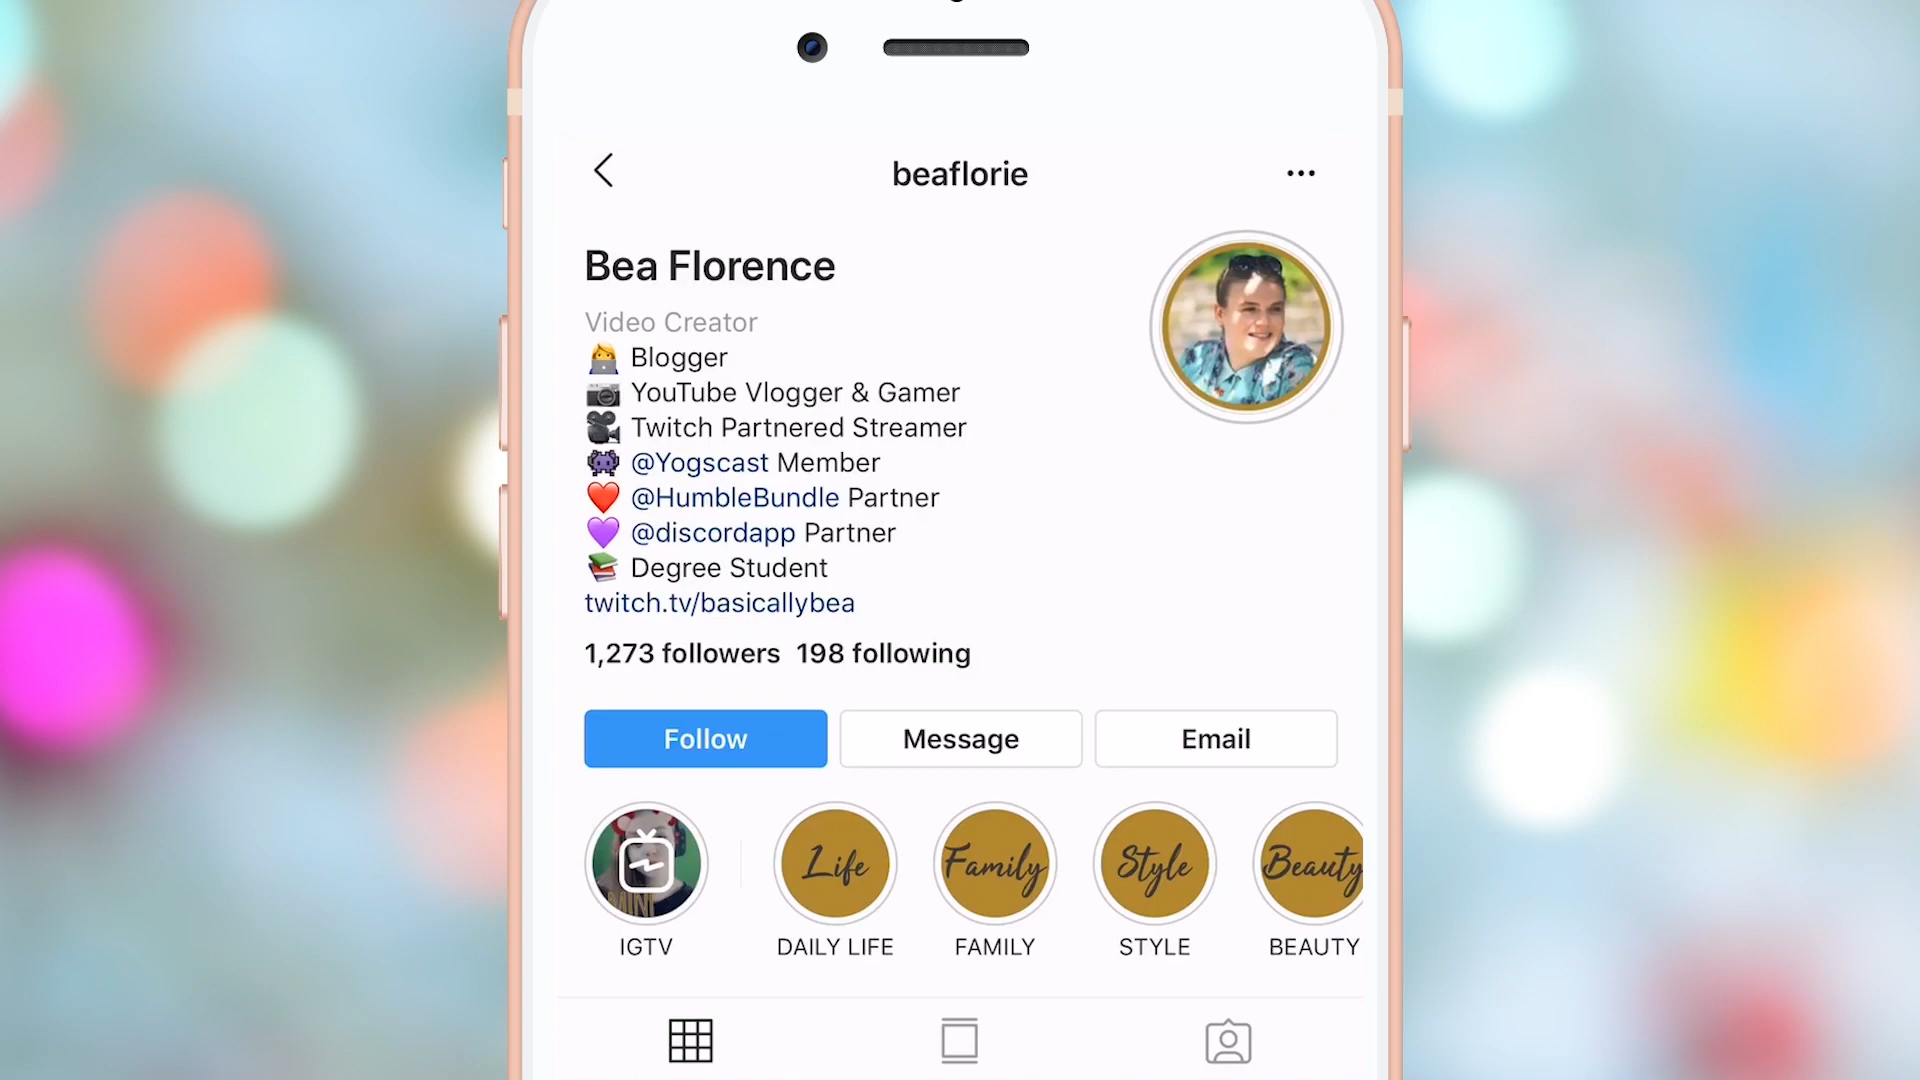 beaflorie
Bea Florence
Video Creator
Blogger
YouTube Vlogger & Gamer
Twitch Partnered Streamer
@Yogscast Member
@HumbleBundle Partner
@discordapp Partner
Degree Student
twitch.tv/basicallybea
1,273 followers 198 following
Follow Message Email
Life Family Style Beauty
IGTV DAILY LIFE FAMILY STYLE BEAUTY